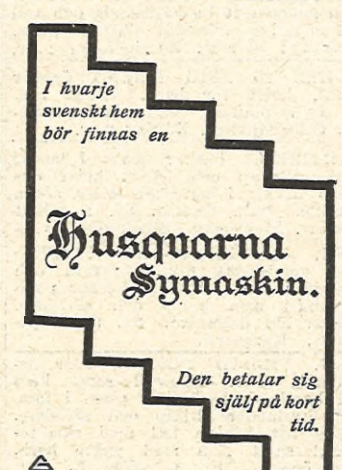 I hvarje
svenskt hem
bör finnas en
Husqvarna
Symaskin.
Den betalar sig
själf på kort
tid.